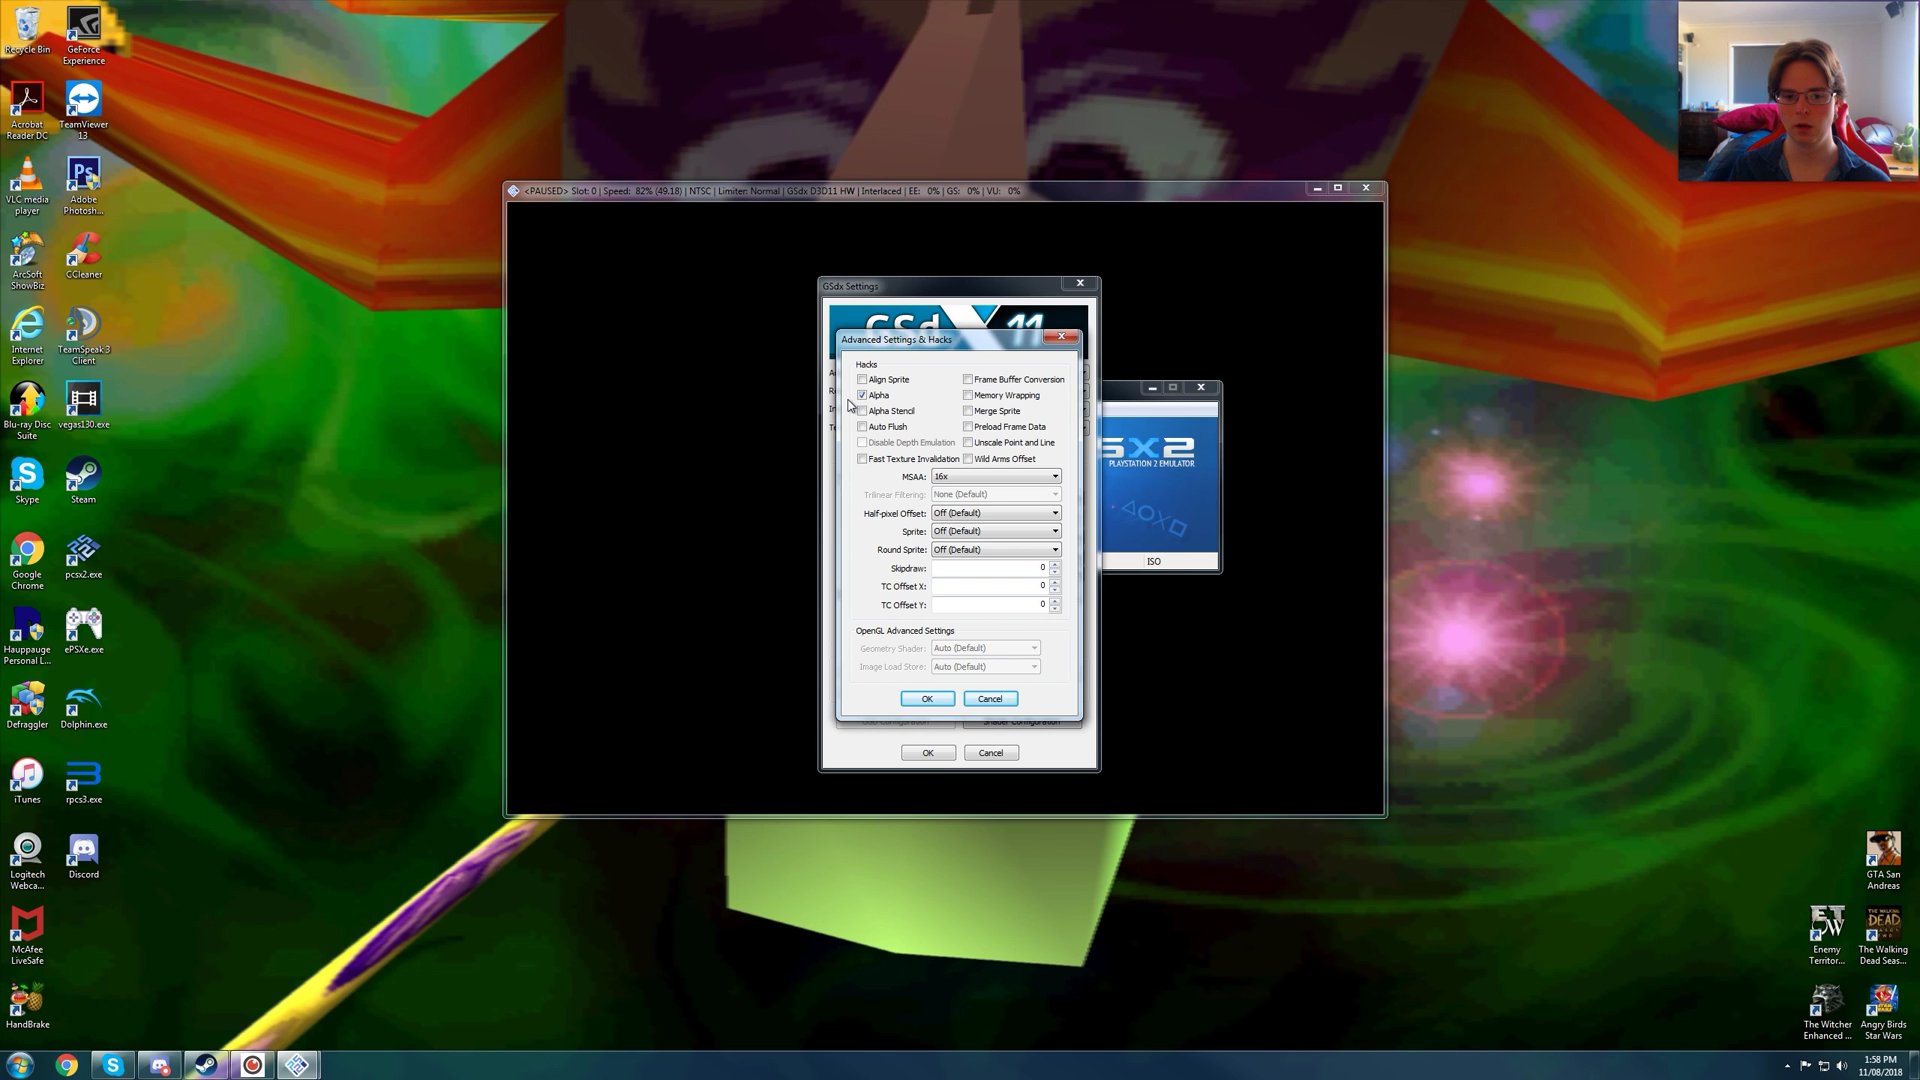 Recycle Bin
GeForce Experience
Acrobat Reader DC
TeamViewer 13
VLC media player
Adobe Photosh...
ArcSoft ShowBiz
CCleaner
Internet Explorer
TeamSpeak 3 Client
Blu-ray Disc Suite
vegas130.exe
Skype
Steam
Google Chrome
pcsx2.exe
Hauppauge Personal L...
ePSXe.exe
Defraggler
Dolphin.exe
iTunes
rpcs3.exe
Logitech Webca...
Discord
McAfee LiveSafe
HandBrake
<PAUSED> Slot: 0 | Speed: 82% (49.18) | NTSC | Limiter: Normal | GSdx D3D11 HW | Interlaced | EE: 0% | GS: 0% | VU: 0%
GSdx Settings
GSdX 11
Advanced Settings & Hacks
Hacks
Align Sprite
Frame Buffer Conversion
Alpha
Memory Wrapping
Alpha Stencil
Merge Sprite
Auto Flush
Preload Frame Data
Disable Depth Emulation
Unscale Point and Line
Fast Texture Invalidation
Wild Arms Offset
MSAA: 16x
Trilinear Filtering: None (Default)
Half-pixel Offset: Off (Default)
Sprite: Off (Default)
Round Sprite: Off (Default)
Skipdraw: 0
TC Offset X: 0
TC Offset Y: 0
OpenGL Advanced Settings
Geometry Shader: Auto (Default)
Image Load Store: Auto (Default)
OK Cancel
OK Cancel
SX2
PLAYSTATION 2 EMULATOR
ISO
GTA San Andreas
Enemy Territor...
The Walking Dead Seas...
The Witcher Enhanced ...
Angry Birds Star Wars
1:58 PM
11/08/2018